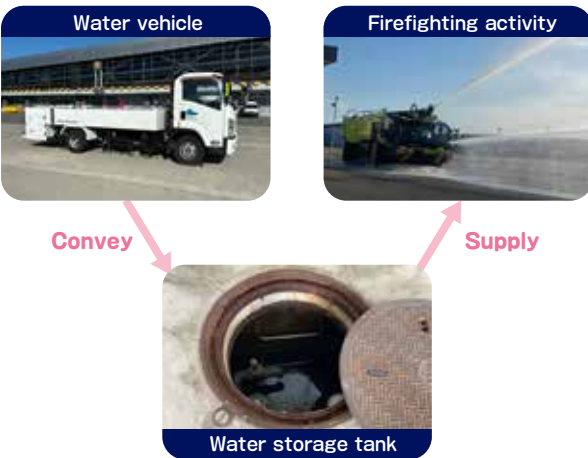 Water vehicle
Firefighting activity
Convey
Supply
Water storage tank